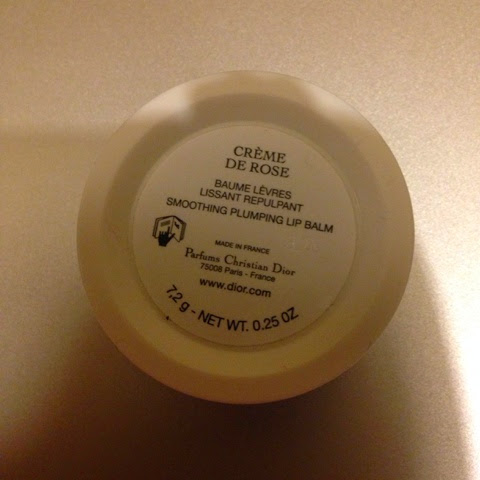 CRÈME
DE ROSE
BAUME LÈVRES
LISSANT REPULPANT
SMOOTHING PLUMPING LIP BALM
MADE IN FRANCE
Parfums Christian Dior
75008 Paris - France
www.dior.com
7,2 g - NET WT. 0.25 OZ